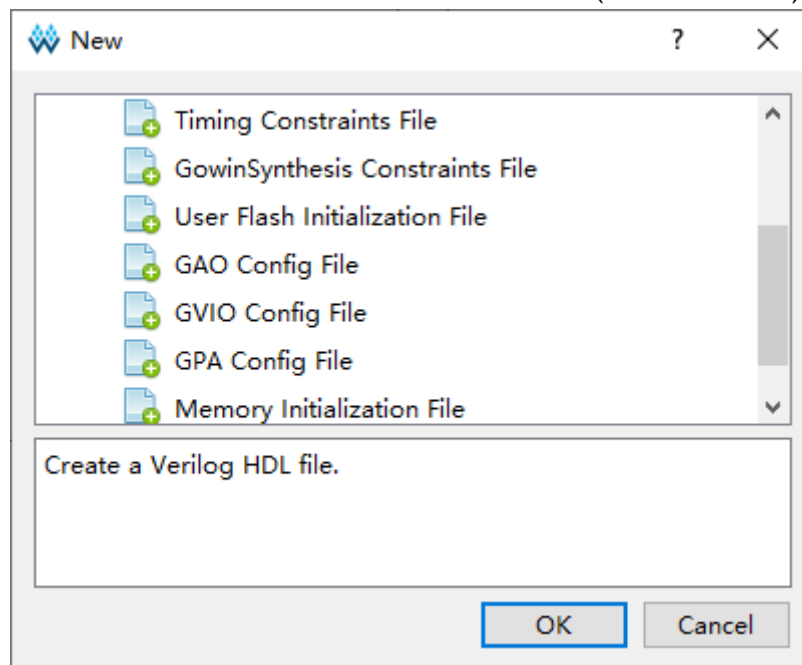 New
?
Timing Constraints File
GowinSynthesis Constraints File
User Flash Initialization File
GAO Config File
GVIO Config File
GPA Config File
Memory Initialization File
Create a Verilog HDL file.
OK Cancel